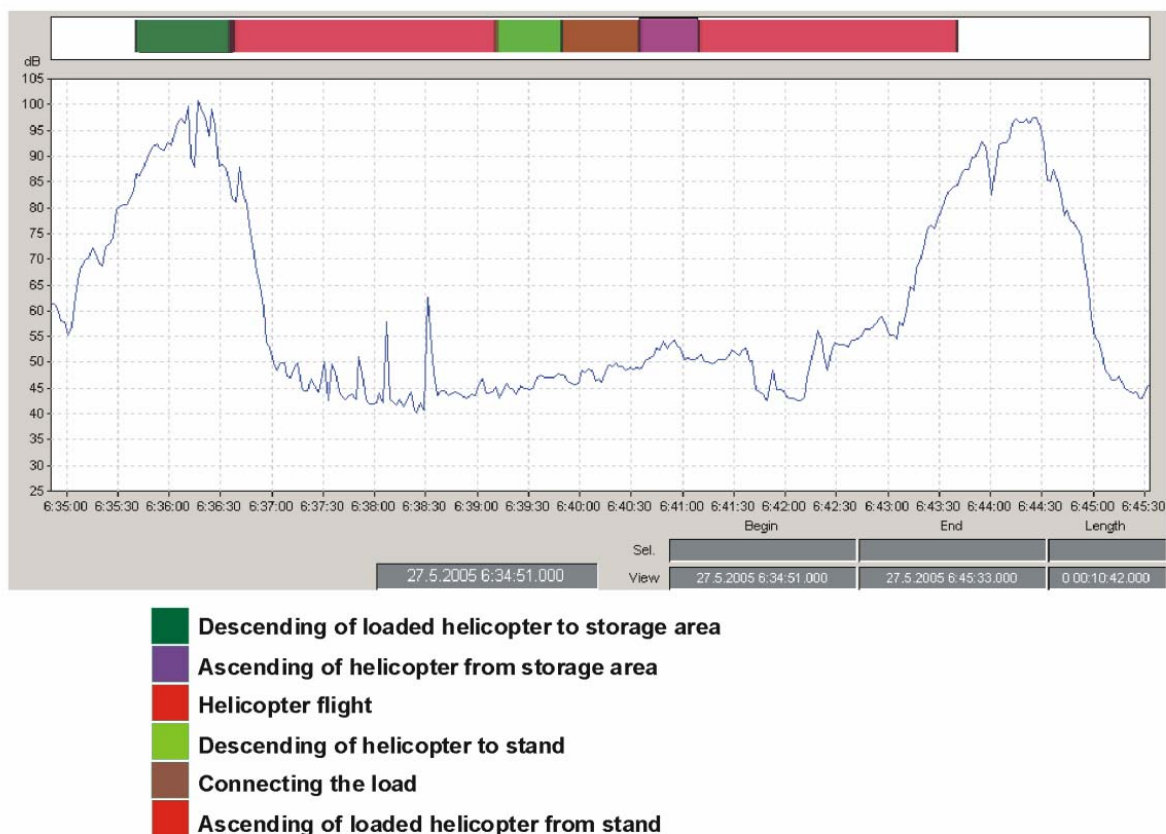 dB
105
100
95
90
85
80
75
70
65
60
55
50
45
40
35
30
25
6:35:00 6:35:30 6:36:00 6:36:30 6:37:00 6:37:30 6:38:00 6:38:30 6:39:00 6:39:30 6:40:00 6:40:30 6:41:00 6:41:30 6:42:00 6:42:30 6:43:00 6:43:30 6:44:00 6:44:30 6:45:00 6:45:30
Begin End Length
Sel.
27.5.2005 6:34:51.000 View 27.5.2005 6:34:51.000 27.5.2005 6:45:33.000 0 00:10:42.000
Descending of loaded helicopter to storage area
Ascending of helicopter from storage area
Helicopter flight
Descending of helicopter to stand
Connecting the load
Ascending of loaded helicopter from stand